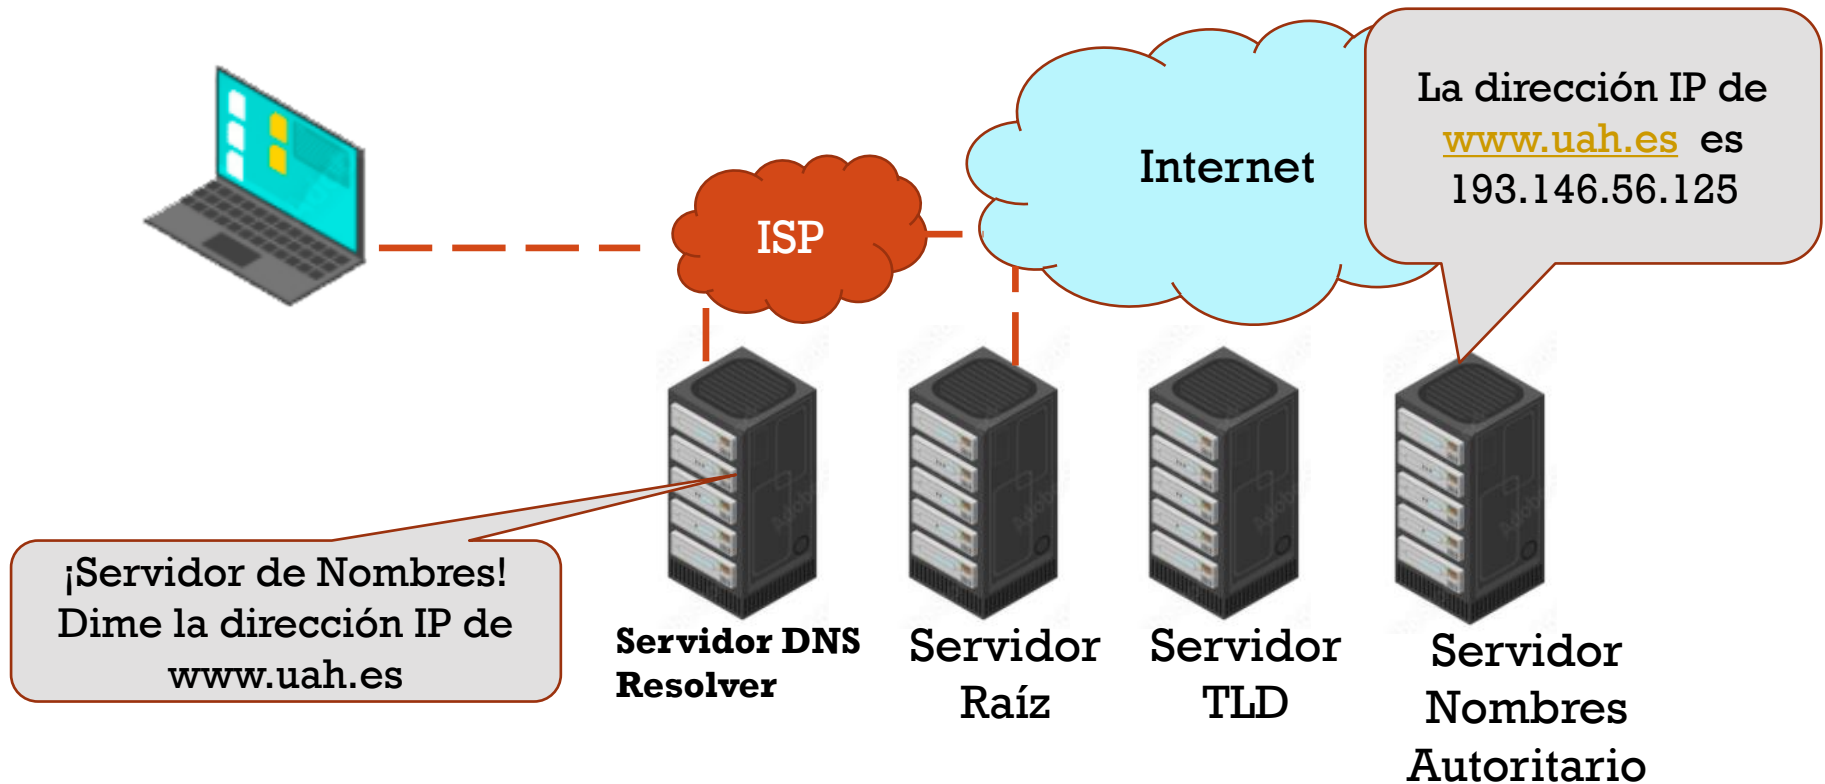 La dirección IP de
www.uah.es es
193.146.56.125
Internet
ISP
¡Servidor de Nombres!
Dime la dirección IP de
www.uah.es
Servidor DNS
Resolver
Servidor
Raíz
Servidor
TLD
Servidor
Nombres
Autoritario